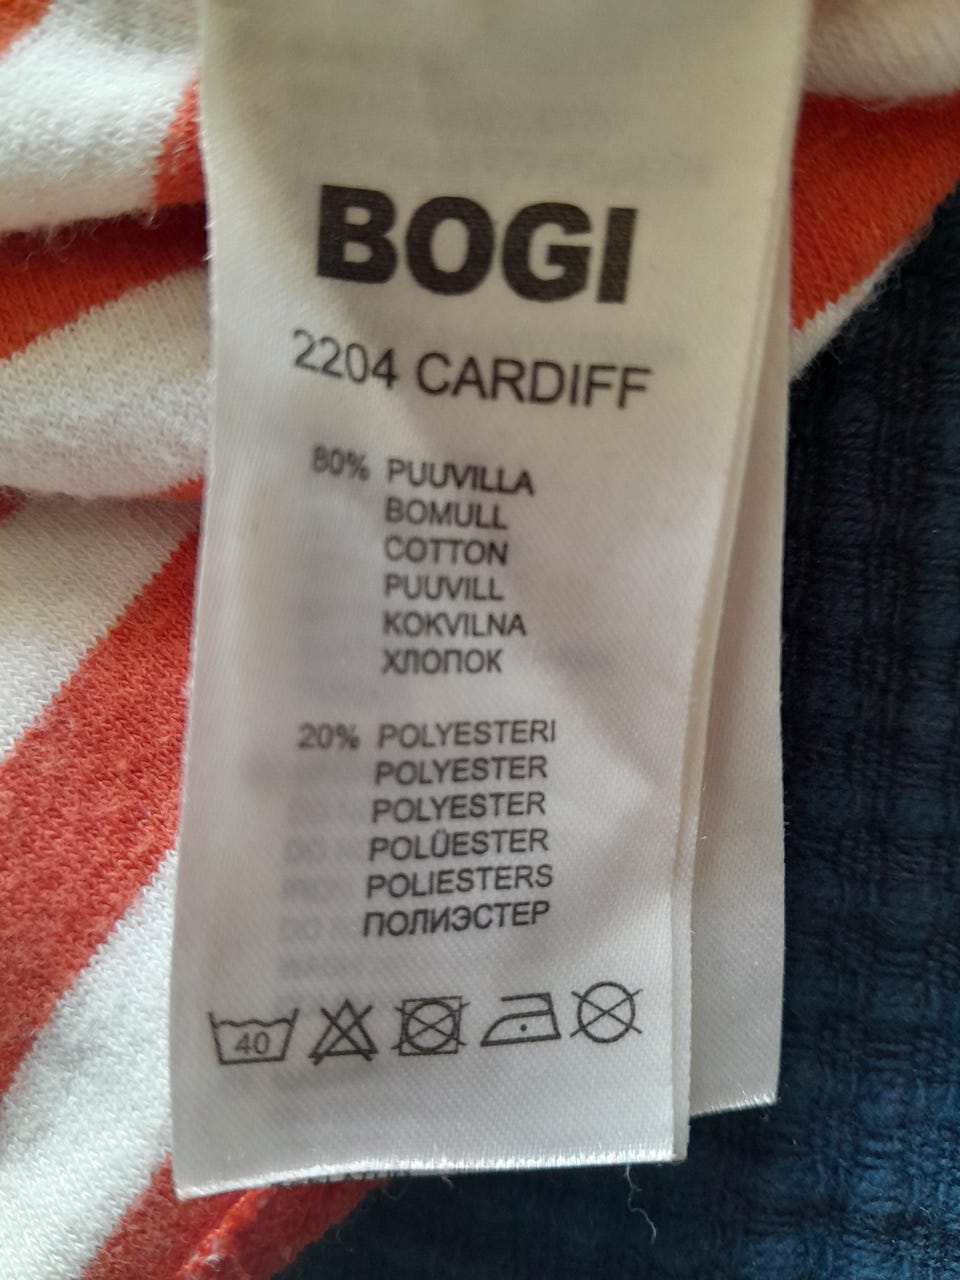 BOGI
2204 CARDIFF
80% PUUVILLA
BOMULL
COTTON
PUUVILL
KOKVILNA
ХЛОПОК
20% POLYESTERI
POLYESTER
POLYESTER
POLÜESTER
POLIESTERS
ПОЛИЭСТЕР
40